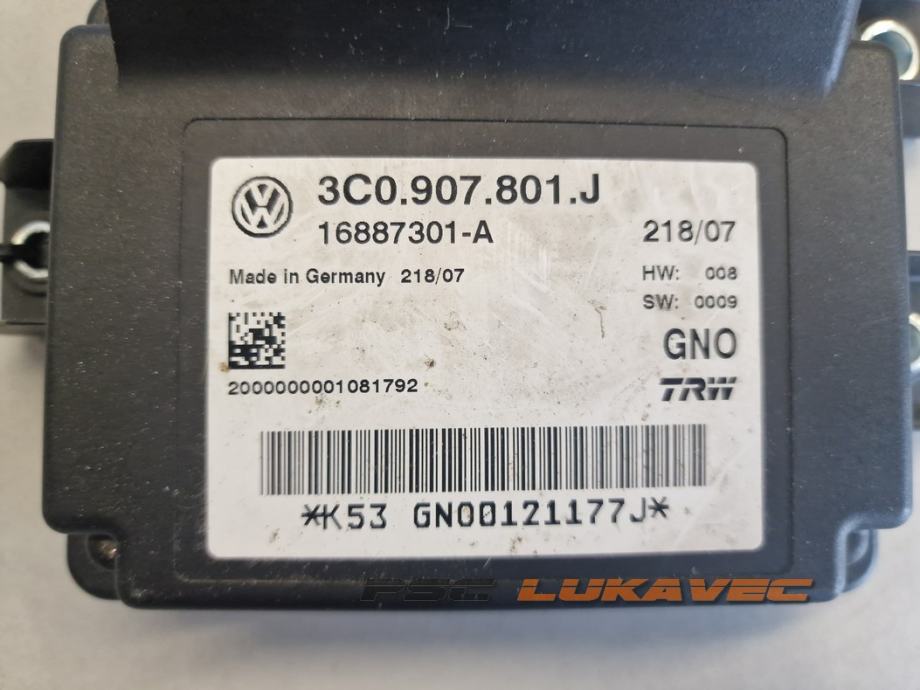 3C0.907.801.J
16887301-A 218/07
Made in Germany 218/07 HW: 008
SW: 0009
GNO
2000000001081792 TRW
*K53 GNO0121177J*
PSC LUKAVEC